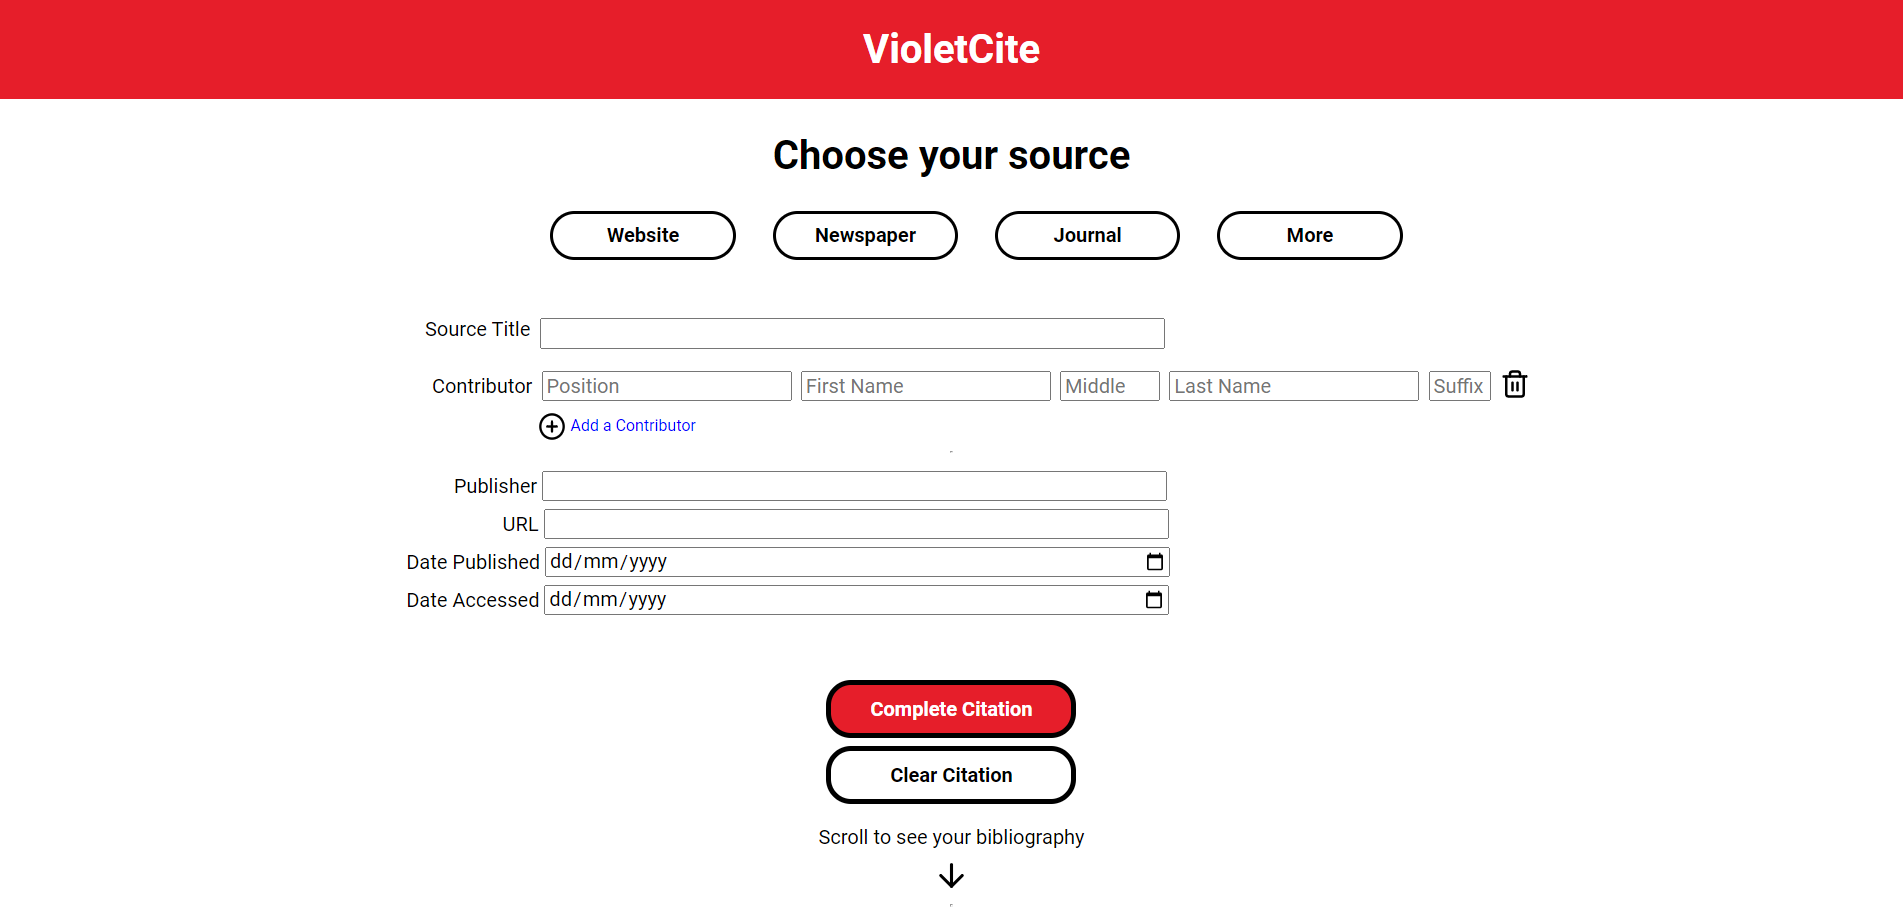 VioletCite
Choose your source
Website Newspaper Journal More
Source Title
Contributor Position First Name Middle Last Name Suffix
Add a Contributor
Publisher
URL
Date Published dd/mm/yyyy
Date Accessed dd/mm/yyyy
Complete Citation
Clear Citation
Scroll to see your bibliography